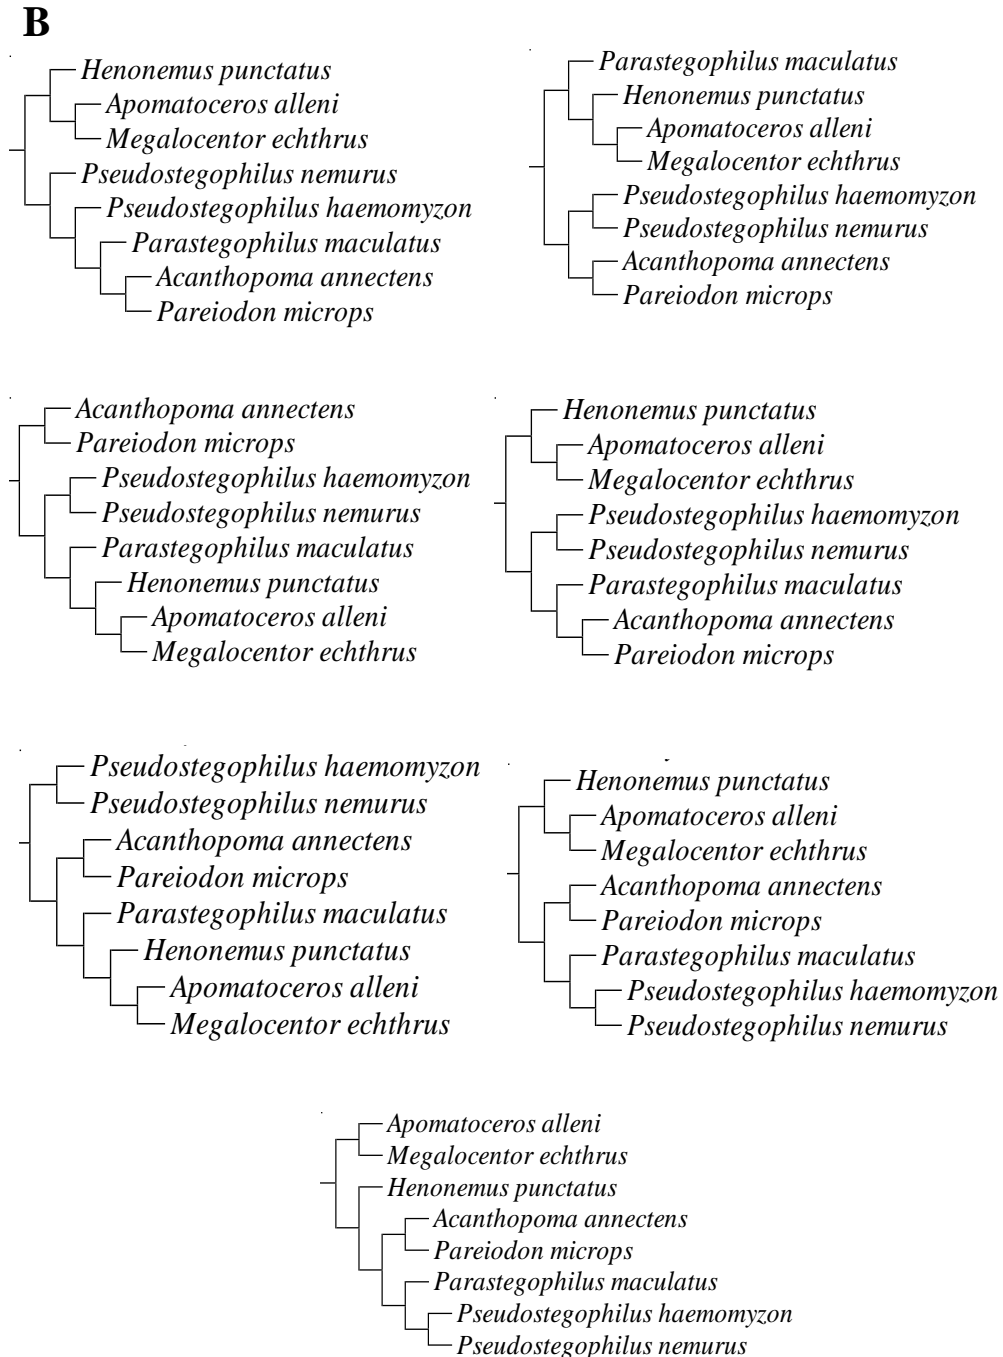 B
Henonemus punctatus
Apomatoceros alleni
Megalocentor echthrus
Pseudostegophilus nemurus
Pseudostegophilus haemomyzon
Parastegophilus maculatus
Acanthopoma annectens
Pareiodon microps
Parastegophilus maculatus
Henonemus punctatus
Apomatoceros alleni
Megalocentor echthrus
Pseudostegophilus haemomyzon
Pseudostegophilus nemurus
Acanthopoma annectens
Pareiodon microps
Acanthopoma annectens
Pareiodon microps
Pseudostegophilus haemomyzon
Pseudostegophilus nemurus
Parastegophilus maculatus
Henonemus punctatus
Apomatoceros alleni
Megalocentor echthrus
Henonemus punctatus
Apomatoceros alleni
Megalocentor echthrus
Pseudostegophilus haemomyzon
Pseudostegophilus nemurus
Parastegophilus maculatus
Acanthopoma annectens
Pareiodon microps
Pseudostegophilus haemomyzon
Pseudostegophilus nemurus
Acanthopoma annectens
Pareiodon microps
Parastegophilus maculatus
Henonemus punctatus
Apomatoceros alleni
Megalocentor echthrus
Henonemus punctatus
Apomatoceros alleni
Megalocentor echthrus
Acanthopoma annectens
Pareiodon microps
Parastegophilus maculatus
Pseudostegophilus haemomyzon
Pseudostegophilus nemurus
Apomatoceros alleni
Megalocentor echthrus
Henonemus punctatus
Acanthopoma annectens
Pareiodon microps
Parastegophilus maculatus
Pseudostegophilus haemomyzon
Pseudostegophilus nemurus